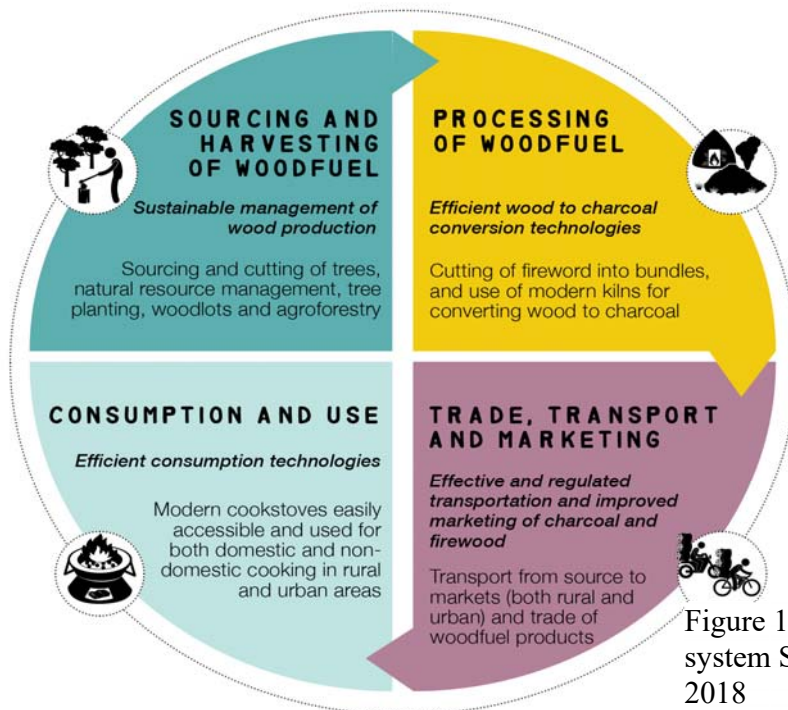 SOURCING AND
HARVESTING
OF WOODFUEL
Sustainable management of
wood production
Sourcing and cutting of trees,
natural resource management, tree
planting, woodlots and agroforestry
PROCESSING
OF WOODFUEL
Efficient wood to charcoal
conversion technologies
Cutting of fireword into bundles,
and use of modern kilns for
converting wood to charcoal
CONSUMPTION AND USE
Efficient consumption technologies
Modern cookstoves easily
accessible and used for
both domestic and non-
domestic cooking in rural
and urban areas
TRADE, TRANSPORT
AND MARKETING
Effective and regulated
transportation and improved
marketing of charcoal and
firewood
Transport from source to
markets (both rural and
urban) and trade of
woodfuel products
Figure 1
system S
2018